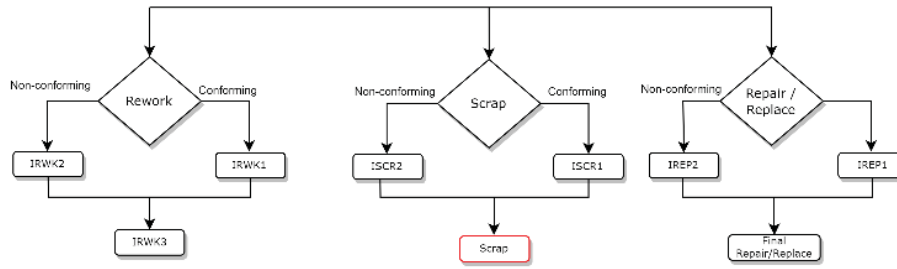 Non-conforming
Rework
Conforming
Non-conforming
Scrap
Conforming
Non-conforming
Repair /
Replace
IRWK2
IRWK1
ISCR2
ISCR1
IREP2
IREP1
IRWK3
Scrap
Final
Repair/Replace